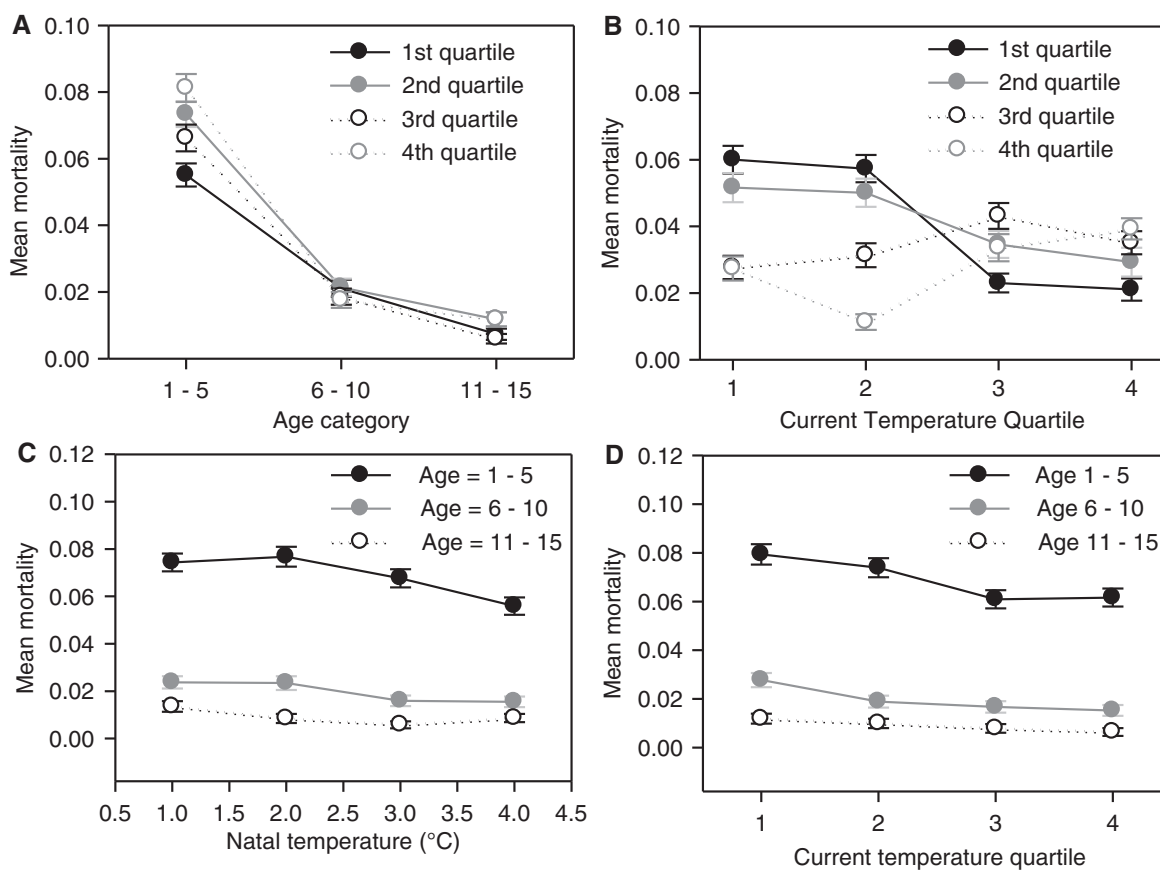 A
0.10
0.08
0.06
0.04
0.02
0.00
Mean mortality
1st quartile
2nd quartile
3rd quartile
4th quartile
1 - 5
6 - 10
11 - 15
Age category
B
0.10
0.08
0.06
0.04
0.02
0.00
Mean mortality
1st quartile
2nd quartile
3rd quartile
4th quartile
1
2
3
4
Current Temperature Quartile
C
0.12
0.10
0.08
0.06
0.04
0.02
0.00
Mean mortality
Age = 1 - 5
Age = 6 - 10
Age = 11 - 15
0.5 1.0 1.5 2.0 2.5 3.0 3.5 4.0 4.5
Natal temperature (°C)
D
0.12
0.10
0.08
0.06
0.04
0.02
0.00
Mean mortality
Age 1 - 5
Age 6 - 10
Age 11 - 15
1
2
3
4
Current temperature quartile